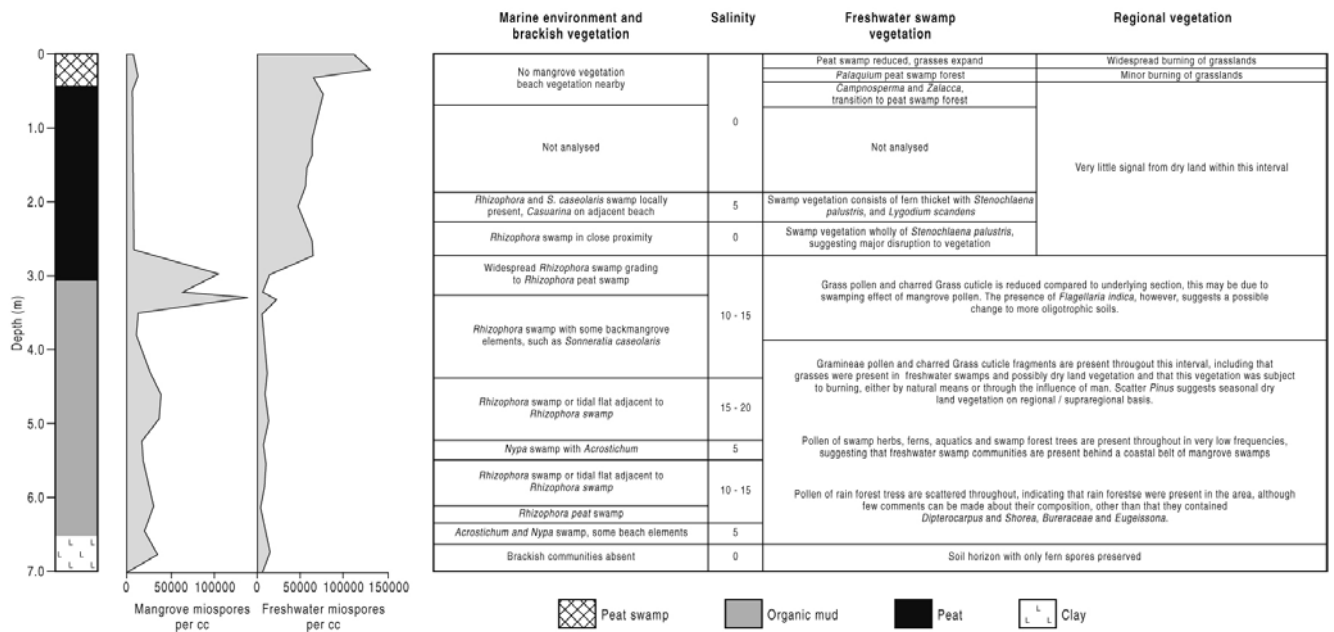 Marine environment and
brackish vegetation
Salinity
Freshwater swamp
vegetation
Regional vegetation
0
1.0
2.0
3.0
4.0
5.0
6.0
7.0
Depth (m)
L L L
L L L
L L
0 50000 100000
Mangrove miospores
per cc
0 50000 100000 150000
Freshwater miospores
per cc
No mangrove vegetation
beach vegetation nearby
Not analysed
Rhizophora and S. caseolaris swamp locally
present, Casuarina on adjacent beach
Rhizophora swamp in close proximity
Widespread Rhizophora swamp grading
to Rhizophora peat swamp
Rhizophora swamp with some backmangrove
elements, such as Sonneratia caseolaris
Rhizophora swamp or tidal flat adjacent to
Rhizophora swamp
Nypa swamp with Acrostichum
Rhizophora swamp or tidal flat adjacent to
Rhizophora swamp
Rhizophora peat swamp
Acrostichum and Nypa swamp, some beach elements
Brackish communities absent
0
5
0
10 - 15
15 - 20
5
10 - 15
5
0
Peat swamp reduced, grasses expand
Palaquium peat swamp forest
Campnosperma and Zalacca,
transition to peat swamp forest
Not analysed
Swamp vegetation consists of fern thicket with Stenochlaena
palustris, and Lygodium scandens
Swamp vegetation wholly of Stenochlaena palustris,
suggesting major disruption to vegetation
Widespread burning of grasslands
Minor burning of grasslands
Very little signal from dry land within this interval
Grass pollen and charred Grass cuticle is reduced compared to underlying section, this may be due to
swamping effect of mangrove pollen. The presence of Flagellaria indica, however, suggests a possible
change to more oligotrophic soils.
Gramineae pollen and charred Grass cuticle fragments are present througout this interval, including that
grasses were present in freshwater swamps and possibly dry land vegetation and that this vegetation was subject
to burning, either by natural means or through the influence of man. Scatter Pinus suggests seasonal dry
land vegetation on regional / supraregional basis.
Pollen of swamp herbs, ferns, aquatics and swamp forest trees are present throughout in very low frequencies,
suggesting that freshwater swamp communities are present behind a coastal belt of mangrove swamps
Pollen of rain forest tress are scattered throughout, indicating that rain forestse were present in the area, although
few comments can be made about their composition, other than that they contained
Dipterocarpus and Shorea, Bureraceae and Eugeissona.
Soil horizon with only fern spores preserved
Peat swamp
Organic mud
Peat
L L L
Clay